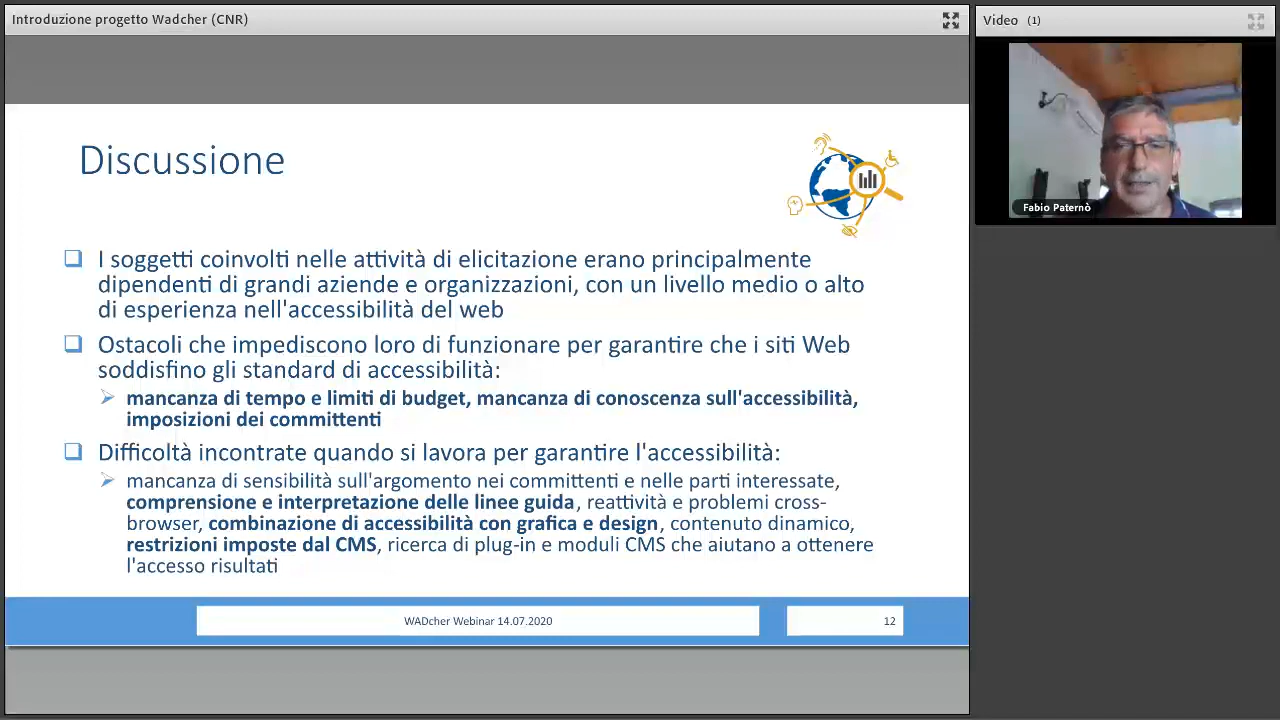 Introduzione progetto Wadcher (CNR)
Video (1)
Fabio Paternò
Discussione
I soggetti coinvolti nelle attività di elicitazione erano principalmente
dipendenti di grandi aziende e organizzazioni, con un livello medio o alto
di esperienza nell'accessibilità del web
Ostacoli che impediscono loro di funzionare per garantire che i siti Web
soddisfino gli standard di accessibilità:
mancanza di tempo e limiti di budget, mancanza di conoscenza sull'accessibilità,
imposizioni dei committenti
Difficoltà incontrate quando si lavora per garantire l'accessibilità:
mancanza di sensibilità sull'argomento nei committenti e nelle parti interessate,
comprensione e interpretazione delle linee guida, reattività e problemi cross-
browser, combinazione di accessibilità con grafica e design, contenuto dinamico,
restrizioni imposte dal CMS, ricerca di plug-in e moduli CMS che aiutano a ottenere
l'accesso risultati
WADcher Webinar 14.07.2020
12